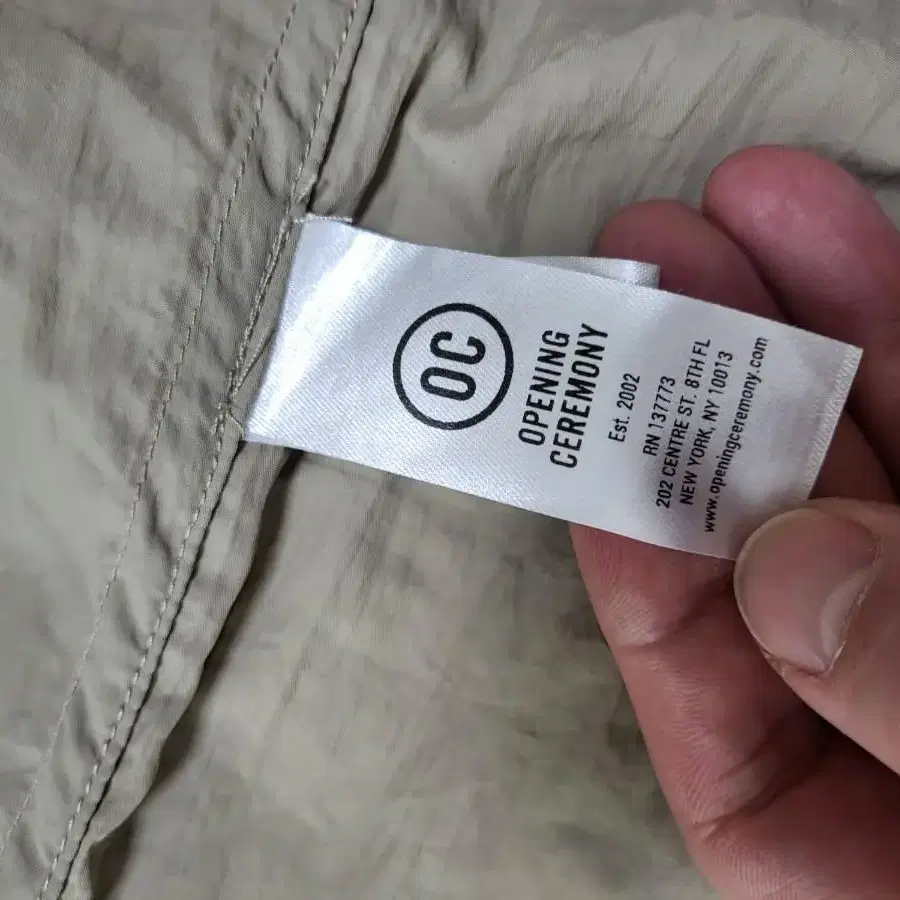 OC
OPENING
CEREMONY
Est. 2002
RN 137773
202 CENTRE ST. 8TH FL
NEW YORK, NY 10013
www.openingceremony.com